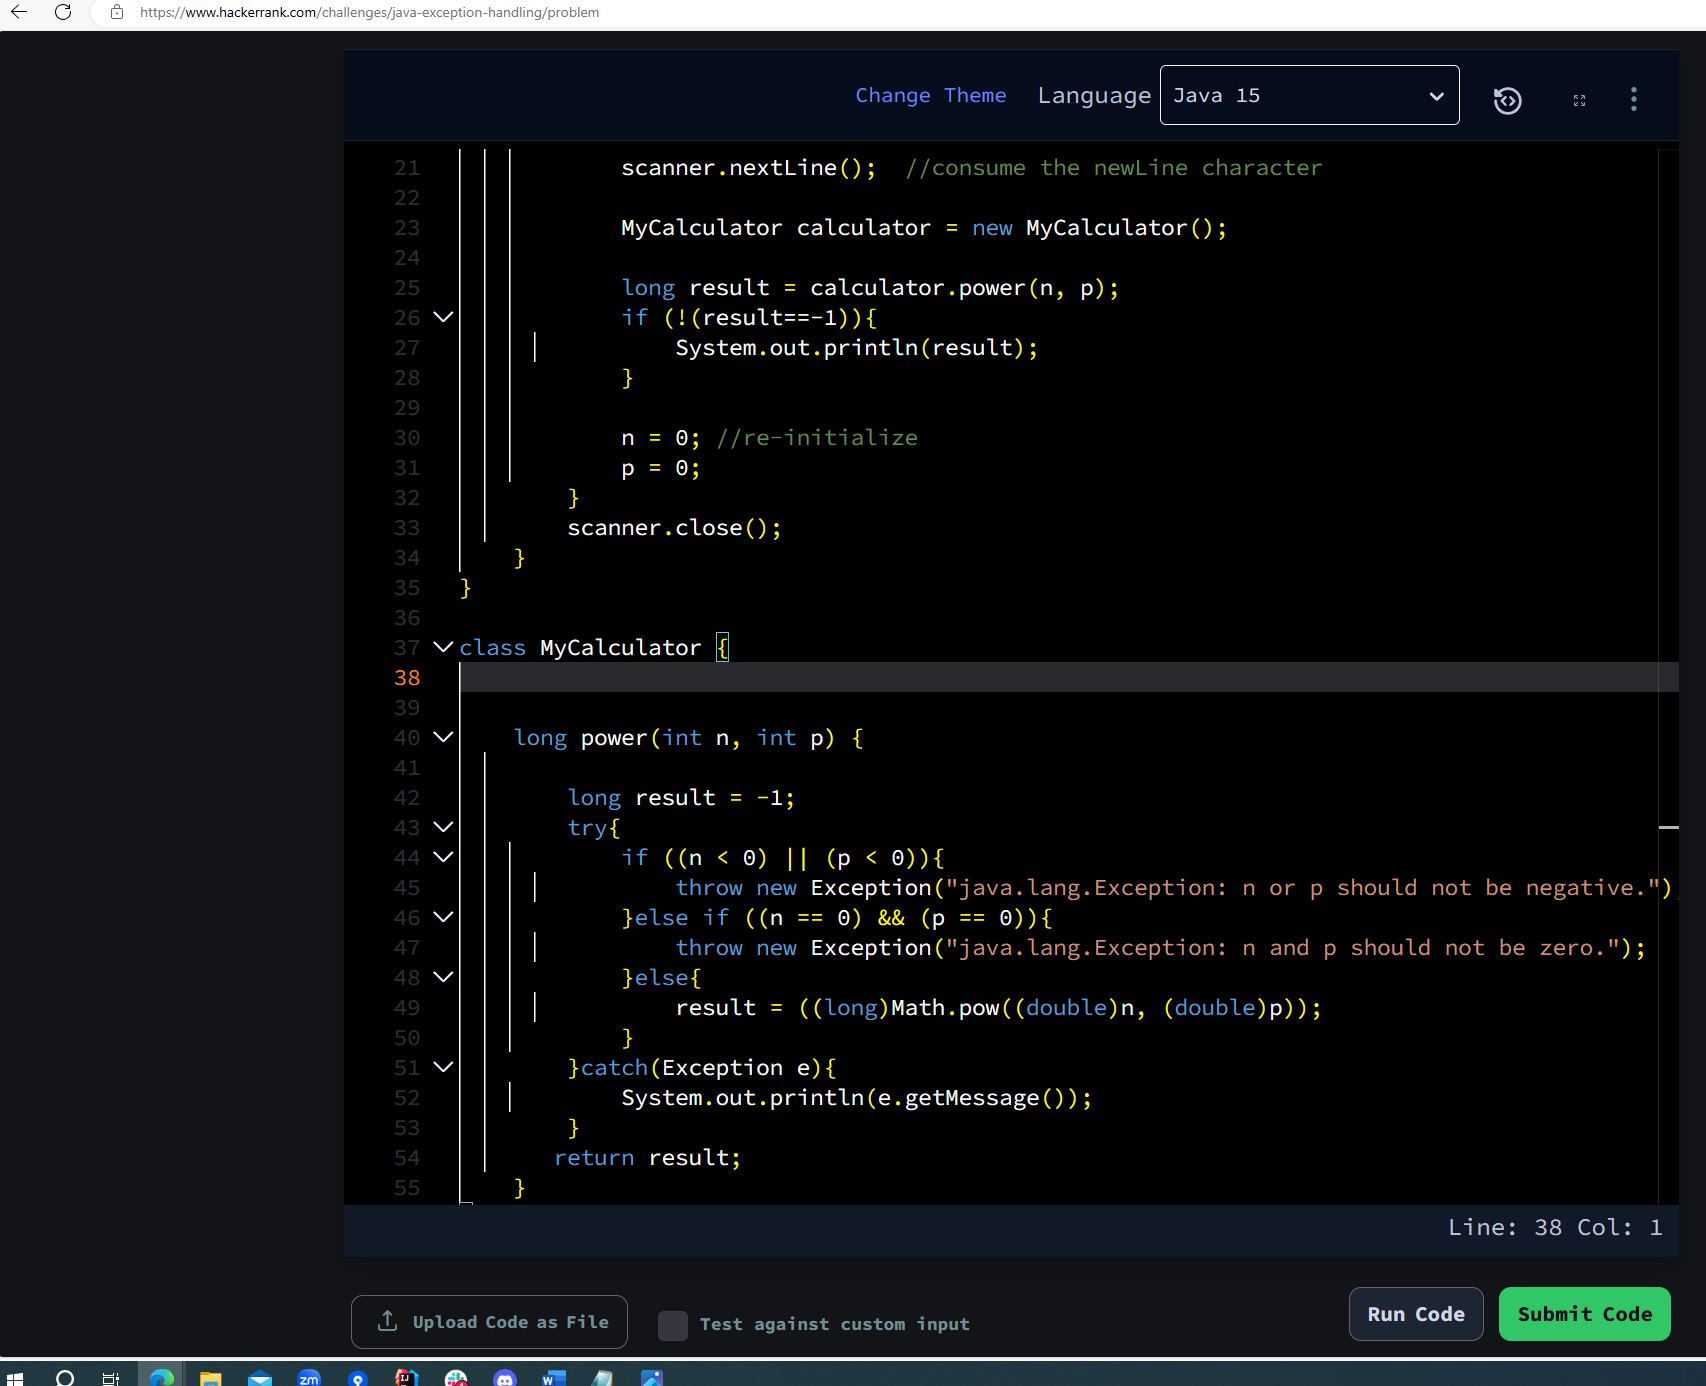 https://www.hackerrank.com/challenges/java-exception-handling/problem
Change Theme Language Java 15
21 scanner.nextLine(); //consume the newLine character
22
23 MyCalculator calculator = new MyCalculator();
24
25 long result = calculator.power(n, p);
26 if (!(result==-1)){
27 System.out.println(result);
28 }
29
30 n = 0; //re-initialize
31 p = 0;
32 }
33 scanner.close();
34 }
35 }
36
37 class MyCalculator {
38
39
40 long power(int n, int p) {
41
42 long result = -1;
43 try{
44 if ((n < 0) || (p < 0)){
45 throw new Exception("java.lang.Exception: n or p should not be negative.")
46 }else if ((n == 0) && (p == 0)){
47 throw new Exception("java.lang.Exception: n and p should not be zero.");
48 }else{
49 result = ((long)Math.pow((double)n, (double)p));
50 }
51 }catch(Exception e){
52 System.out.println(e.getMessage());
53 }
54 return result;
55 }
Line: 38 Col: 1
Upload Code as File Test against custom input Run Code Submit Code
zm IJ W